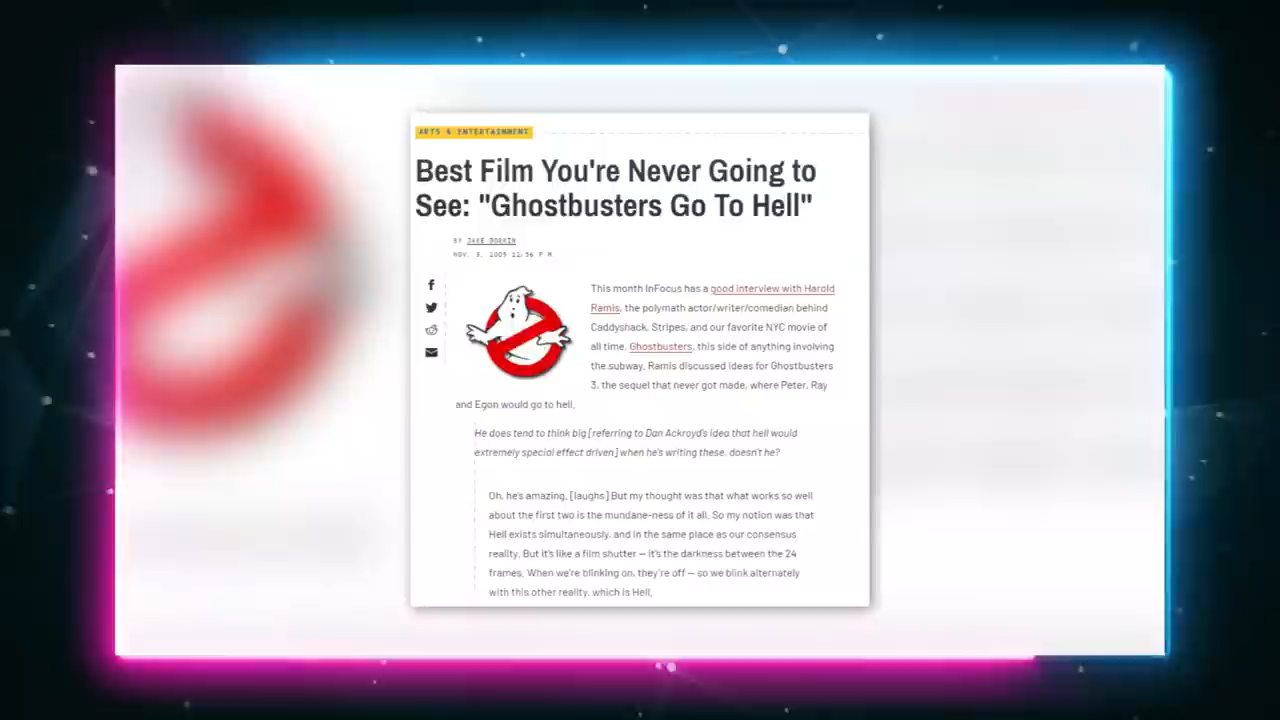 ARTS & ENTERTAINMENT
Best Film You're Never Going to
See: "Ghostbusters Go To Hell"
BY JAKE DOBKIN
NOV. 3, 2005 12:56 P.M.
This month InFocus has a good interview with Harold
Ramis, the polymath actor/writer/comedian behind
Caddyshack, Stripes, and our favorite NYC movie of
all time, Ghostbusters, this side of anything involving
the subway. Ramis discussed ideas for Ghostbusters
3, the sequel that never got made, where Peter, Ray
and Egon would go to hell.
He does tend to think big [referring to Dan Ackroyd's idea that hell would
extremely special effect driven] when he's writing these, doesn't he?
Oh, he's amazing. [laughs] But my thought was that what works so well
about the first two is the mundane-ness of it all. So my notion was that
Hell exists simultaneously, and in the same place as our consensus
reality. But it's like a film shutter – it's the darkness between the 24
frames. When we're blinking on, they're off – so we blink alternately
with this other reality, which is Hell.